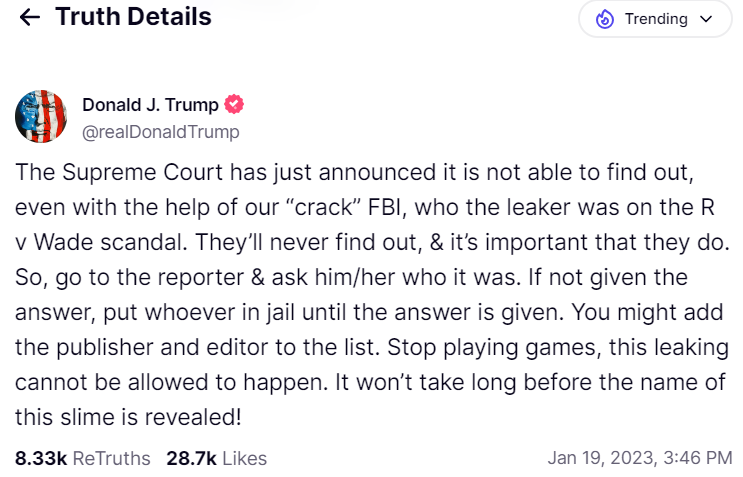 Truth Details
Trending
Donald J. Trump
@realDonaldTrump
The Supreme Court has just announced it is not able to find out,
even with the help of our “crack” FBI, who the leaker was on the R
v Wade scandal. They’ll never find out, & it’s important that they do.
So, go to the reporter & ask him/her who it was. If not given the
answer, put whoever in jail until the answer is given. You might add
the publisher and editor to the list. Stop playing games, this leaking
cannot be allowed to happen. It won’t take long before the name of
this slime is revealed!
8.33k ReTruths 28.7k Likes Jan 19, 2023, 3:46 PM